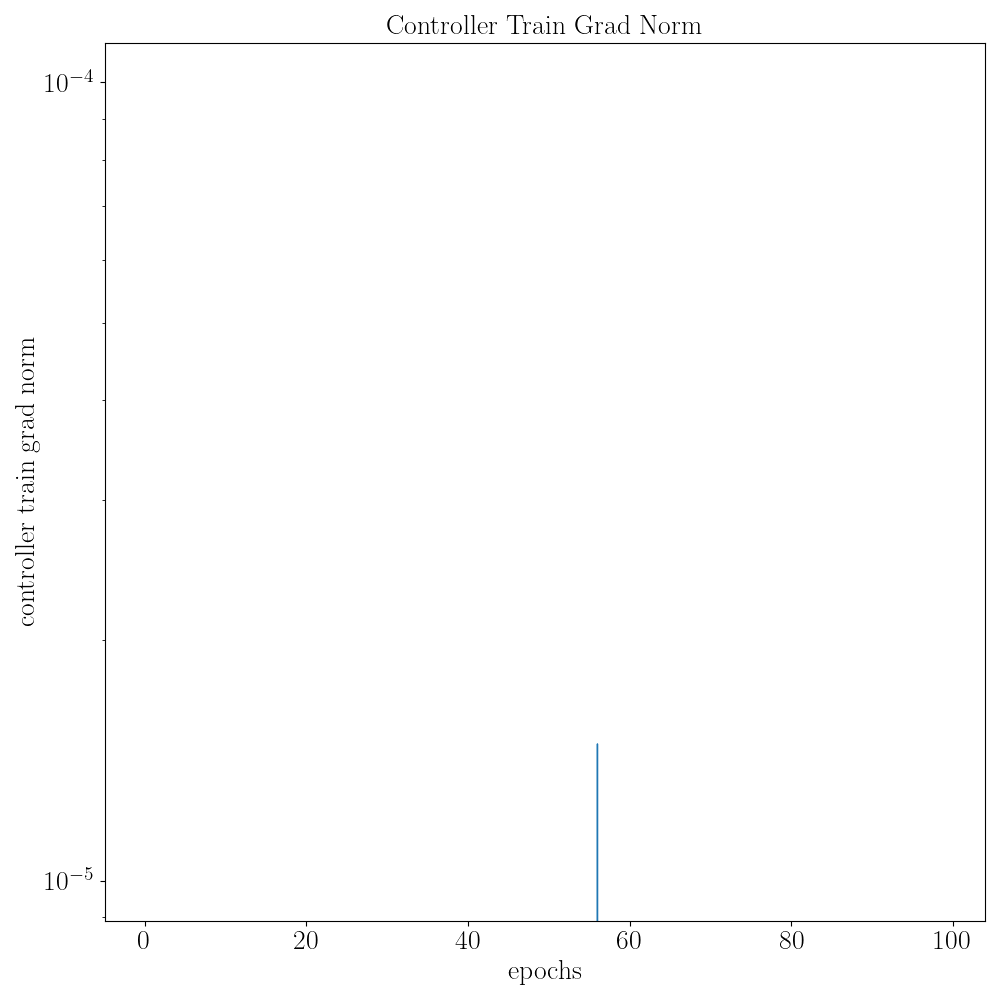 Controller Train Grad Norm
controller train grad norm
10⁻⁴
10⁻⁵
0 20 40 60 80 100
epochs